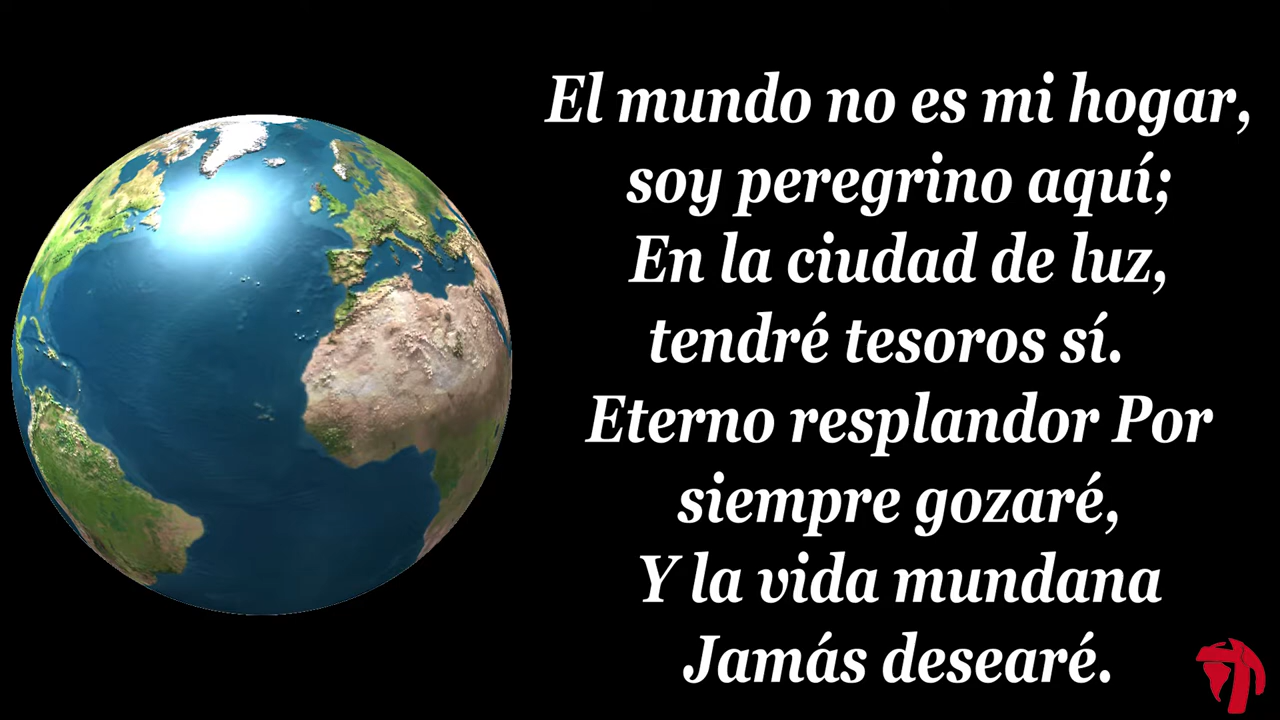 El mundo no es mi hogar,
soy peregrino aquí;
En la ciudad de luz,
tendré tesoros sí.
Eterno resplandor Por
siempre gozaré,
Y la vida mundana
Jamás desearé.